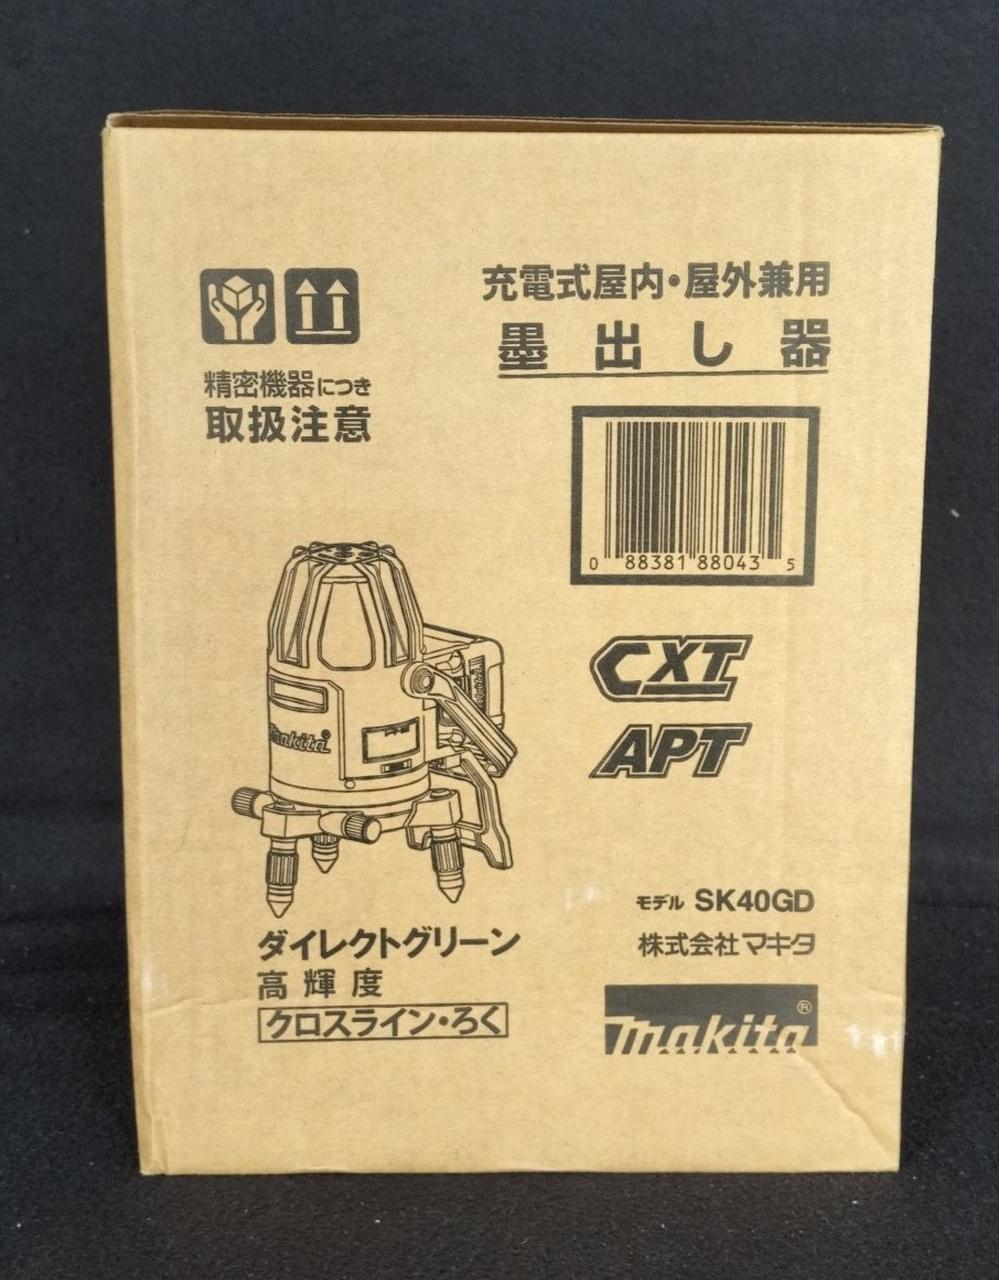 充電式屋内・屋外兼用
墨出し器
精密機器につき
取扱注意
0 88381 88043 5
CXT
APT
makita®
モデル SK40GD
株式会社マキタ
makita®
ダイレクトグリーン
高輝度
クロスライン・ろく